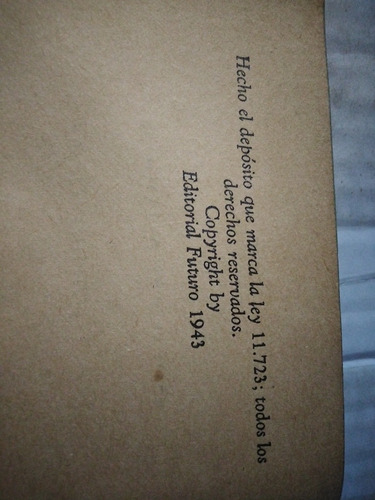 Hecho el depósito que marca la ley 11.723; todos los
derechos reservados.
Copyright by
Editorial Futuro 1943